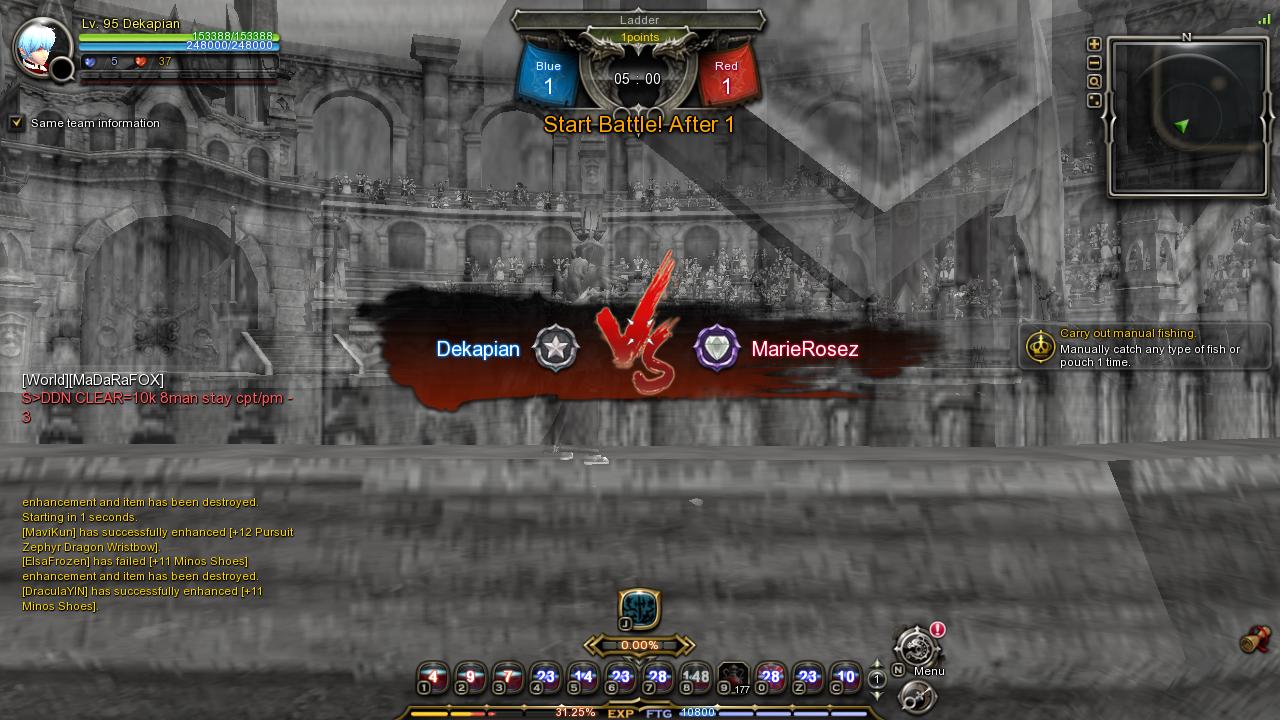 Lv. 95 Dekapian
153388/153388
248000/248000
5 37
Same team information
Ladder
1points
Blue
1
05 : 00
Red
1
Start Battle! After 1
N
Dekapian
VS
MarieRosez
Carry out manual fishing.
Manually catch any type of fish or
pouch 1 time.
[World][MaDaRaFOX]
S>DDN CLEAR=10k 8man stay cpt/pm -
3
enhancement and item has been destroyed.
Starting in 1 seconds.
[MaviKun] has successfully enhanced [+12 Pursuit
Zephyr Dragon Wristbow].
[ElsaFrozen] has failed [+11 Minos Shoes]
enhancement and item has been destroyed.
[DraculaYIN] has successfully enhanced [+11
Minos Shoes].
J
0.00%
4 9 7 23 14 23 28 148 28 23 10
1 2 3 4 5 6 7 8 9 177 0 Z C
1
N Menu
31.25% EXP FTG 10800